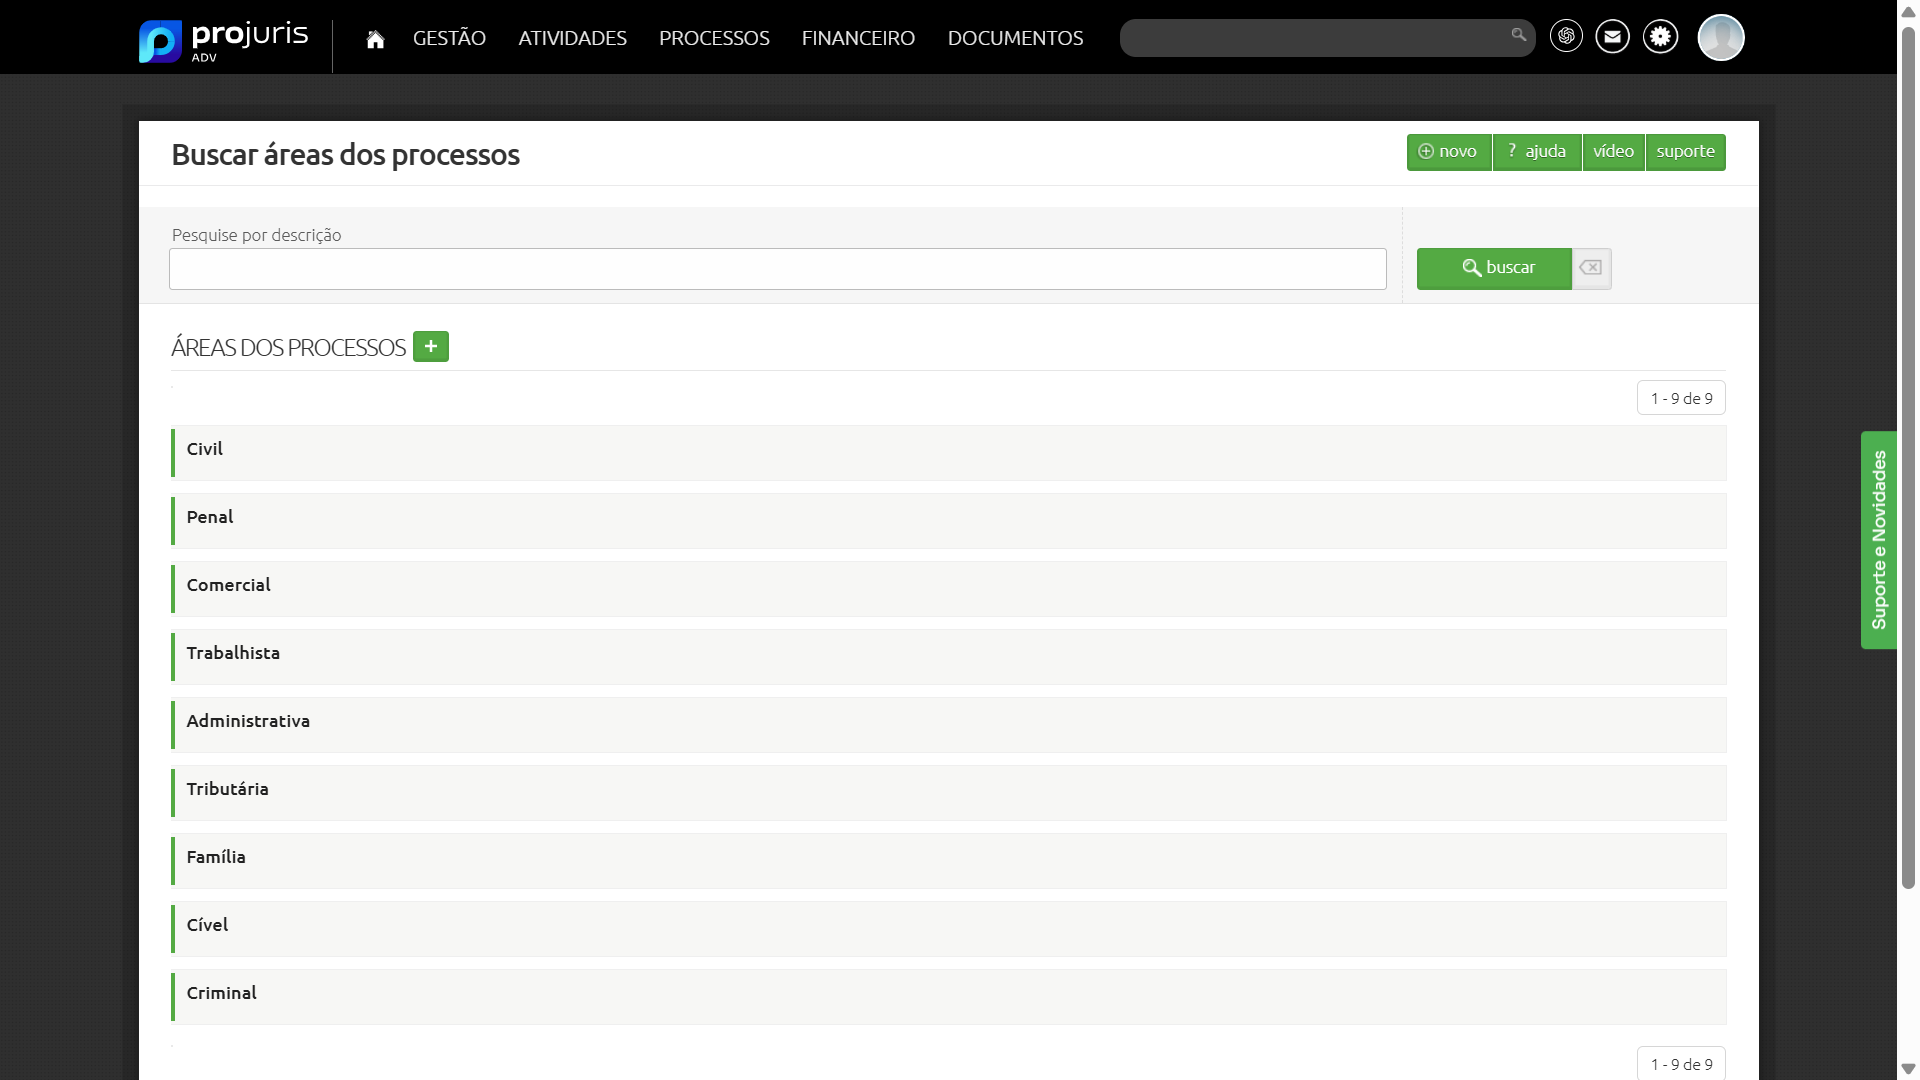 projuris
ADV
GESTÃO
ATIVIDADES
PROCESSOS
FINANCEIRO
DOCUMENTOS
Buscar áreas dos processos
novo
? ajuda
vídeo
suporte
Pesquise por descrição
buscar
ÁREAS DOS PROCESSOS +
1 - 9 de 9
Civil
Penal
Comercial
Trabalhista
Administrativa
Tributária
Família
Cível
Criminal
1 - 9 de 9
Suporte e Novidades